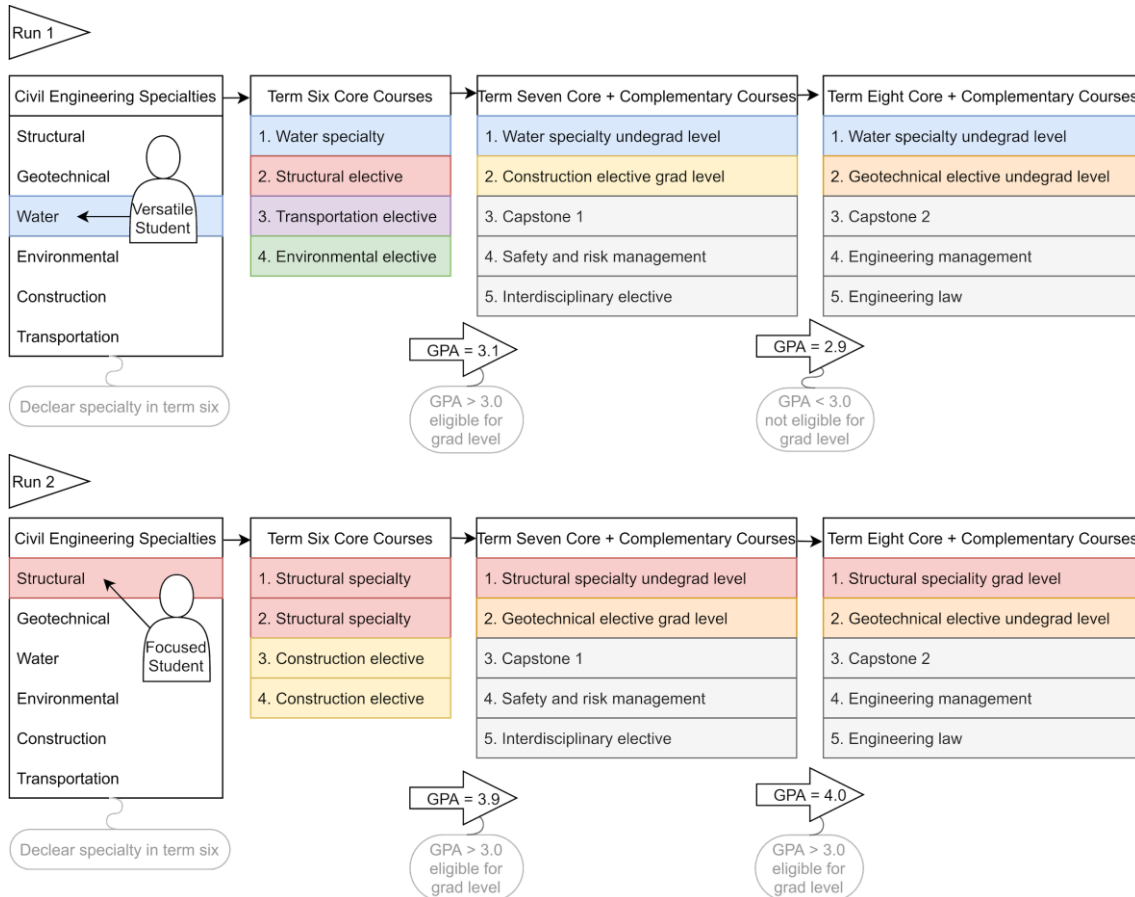 Run 1
Civil Engineering Specialties
Structural
Geotechnical
Water
Environmental
Construction
Transportation
Versatile
Student
Declear specialty in term six
Term Six Core Courses
1. Water specialty
2. Structural elective
3. Transportation elective
4. Environmental elective
Term Seven Core + Complementary Courses
1. Water specialty undegrad level
2. Construction elective grad level
3. Capstone 1
4. Safety and risk management
5. Interdisciplinary elective
GPA = 3.1
GPA > 3.0
eligible for
grad level
Term Eight Core + Complementary Courses
1. Water specialty undegrad level
2. Geotechnical elective undegrad level
3. Capstone 2
4. Engineering management
5. Engineering law
GPA = 2.9
GPA < 3.0
not eligible for
grad level
Run 2
Civil Engineering Specialties
Structural
Geotechnical
Water
Environmental
Construction
Transportation
Focused
Student
Declear specialty in term six
Term Six Core Courses
1. Structural specialty
2. Structural specialty
3. Construction elective
4. Construction elective
Term Seven Core + Complementary Courses
1. Structural specialty undegrad level
2. Geotechnical elective grad level
3. Capstone 1
4. Safety and risk management
5. Interdisciplinary elective
GPA = 3.9
GPA > 3.0
eligible for
grad level
Term Eight Core + Complementary Courses
1. Structural speciality grad level
2. Geotechnical elective undegrad level
3. Capstone 2
4. Engineering management
5. Engineering law
GPA = 4.0
GPA > 3.0
eligible for
grad level